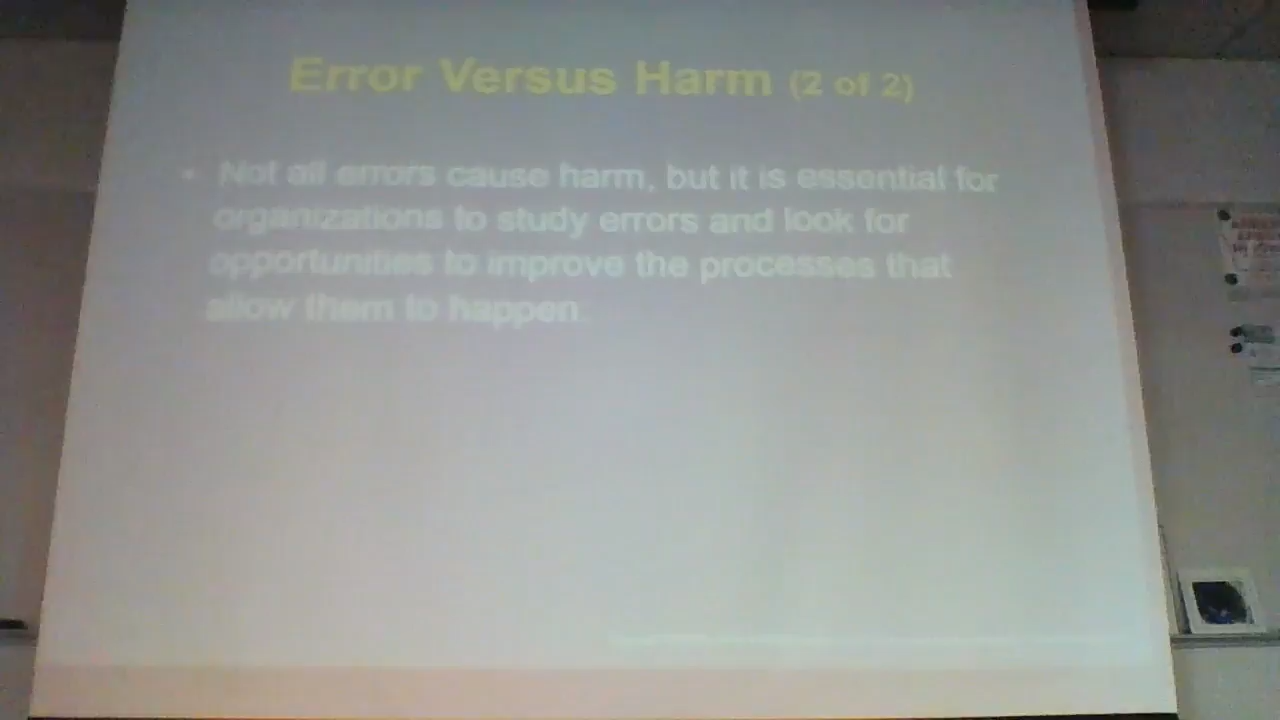 Error Versus Harm (2 of 2)
• Not all errors cause harm, but it is essential for
organizations to study errors and look for
opportunities to improve the processes that
allow them to happen.